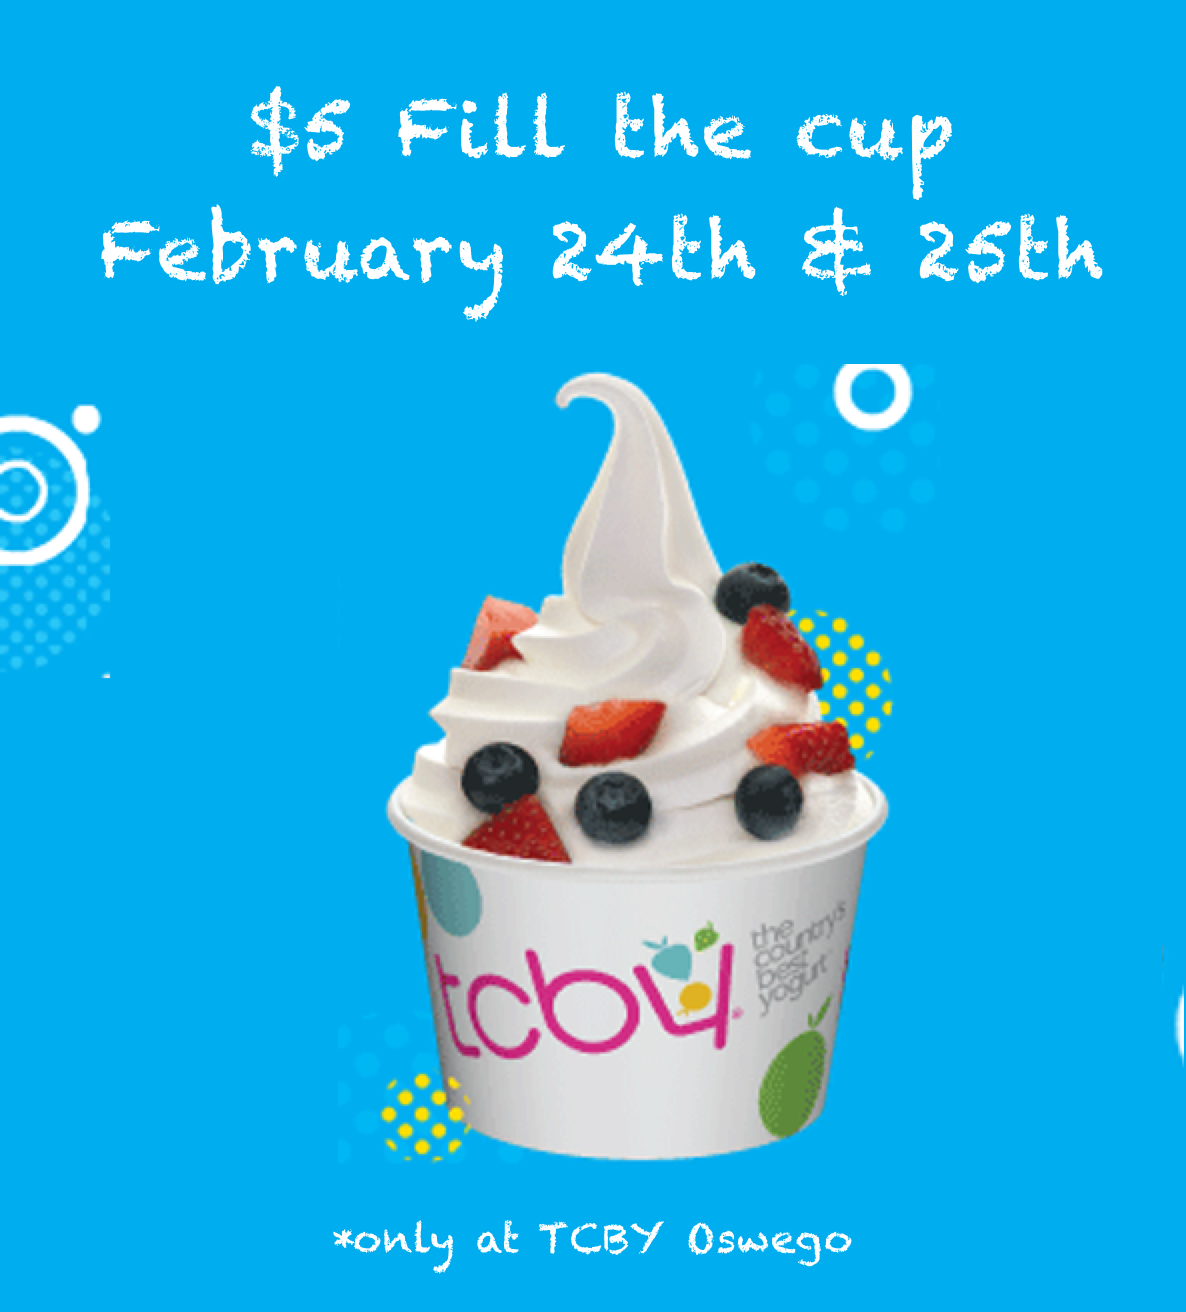 $5 Fill the cup
February 24th & 25th
tcby
the
country's
best
yogurt
*only at TCBY Oswego